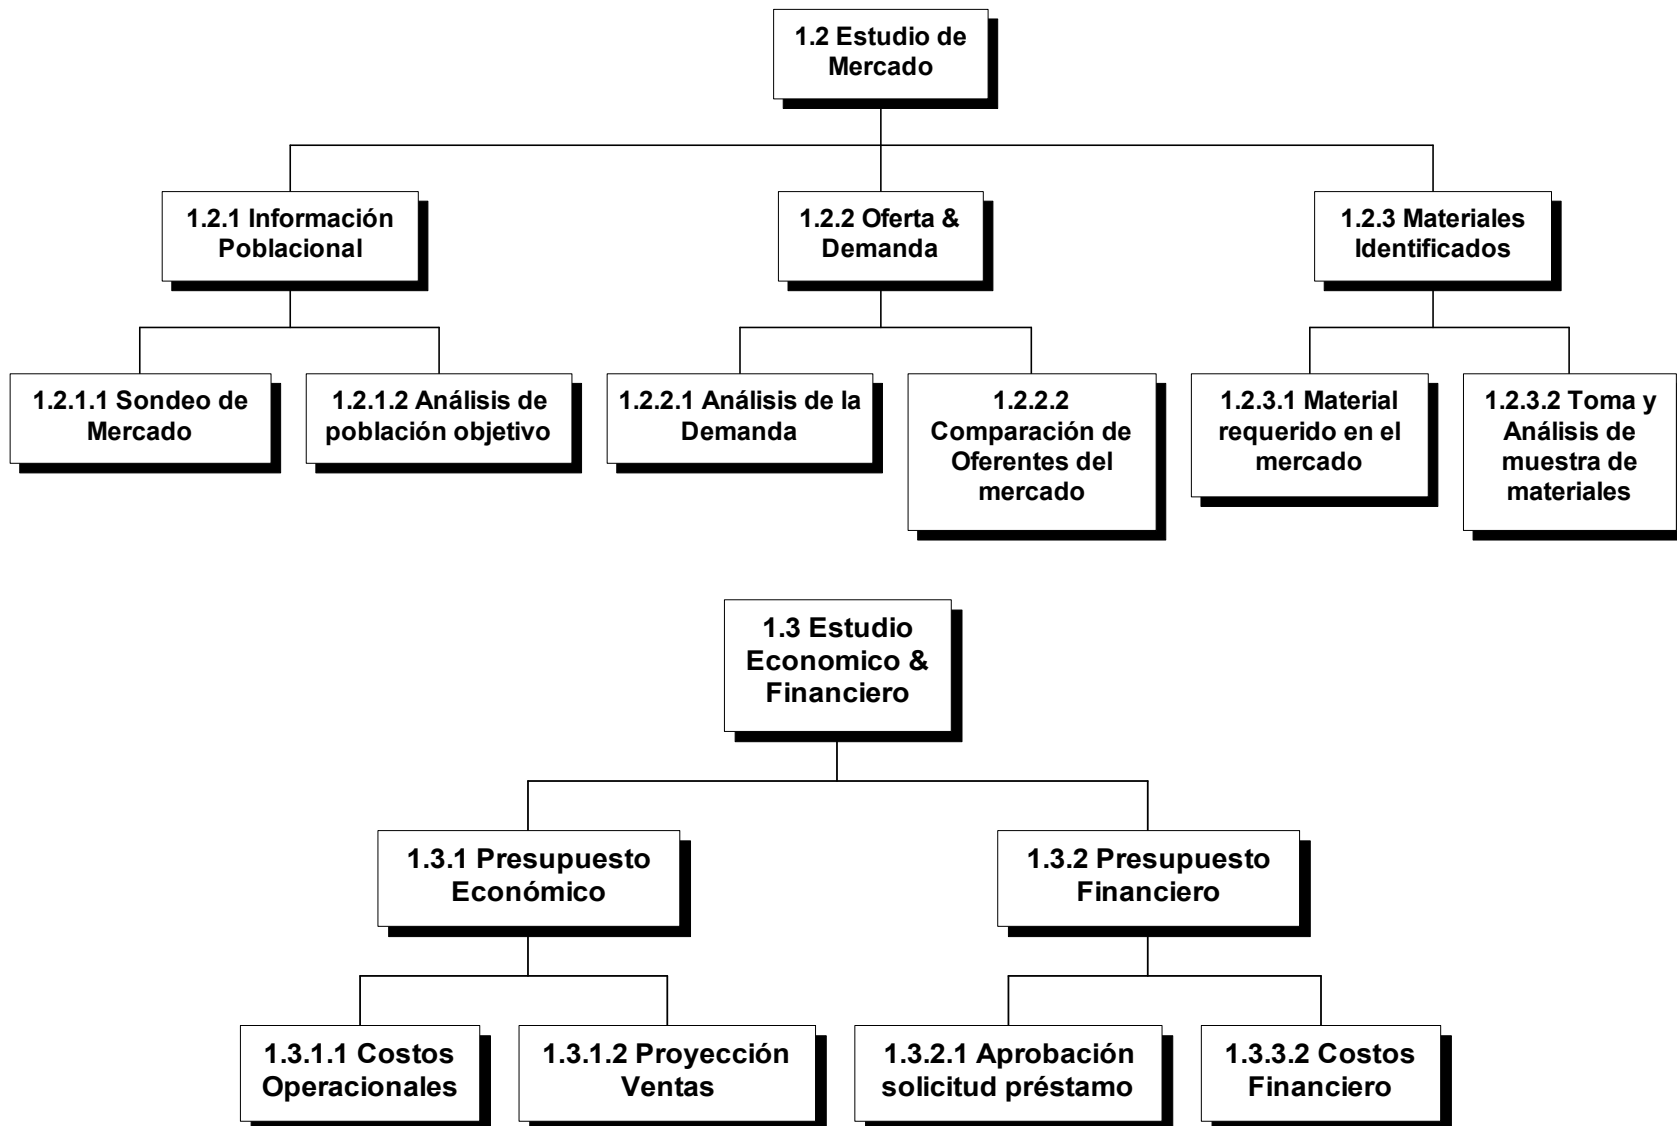 1.2 Estudio de
Mercado
1.2.1 Información
Poblacional
1.2.2 Oferta &
Demanda
1.2.3 Materiales
Identificados
1.2.1.1 Sondeo de
Mercado
1.2.1.2 Análisis de
población objetivo
1.2.2.1 Análisis de la
Demanda
1.2.2.2
Comparación de
Oferentes del
mercado
1.2.3.1 Material
requerido en el
mercado
1.2.3.2 Toma y
Análisis de
muestra de
materiales
1.3 Estudio
Economico &
Financiero
1.3.1 Presupuesto
Económico
1.3.2 Presupuesto
Financiero
1.3.1.1 Costos
Operacionales
1.3.1.2 Proyección
Ventas
1.3.2.1 Aprobación
solicitud préstamo
1.3.3.2 Costos
Financiero